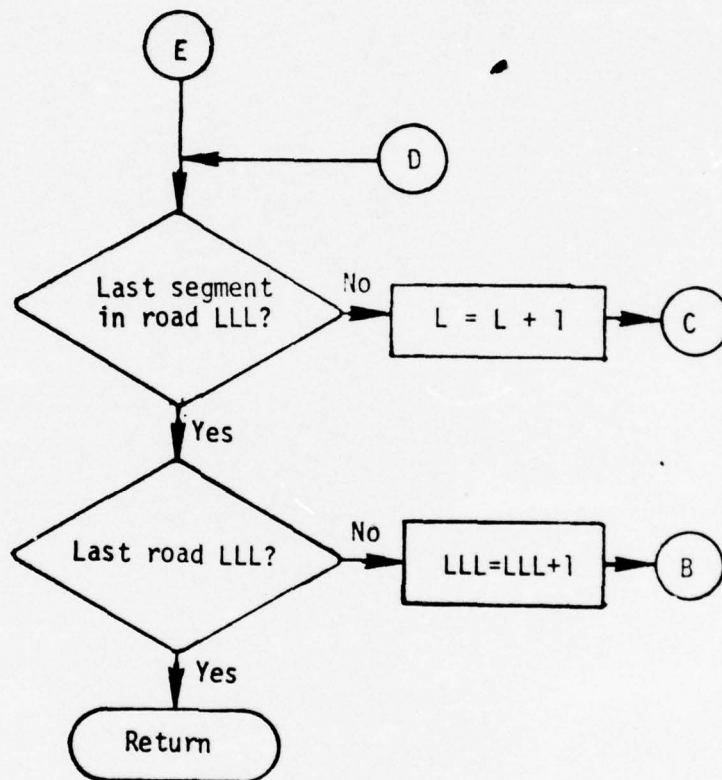 E
D
Last segment
in road LLL?
No
L = L + 1
C
Yes
Last road LLL?
No
LLL=LLL+1
B
Yes
Return